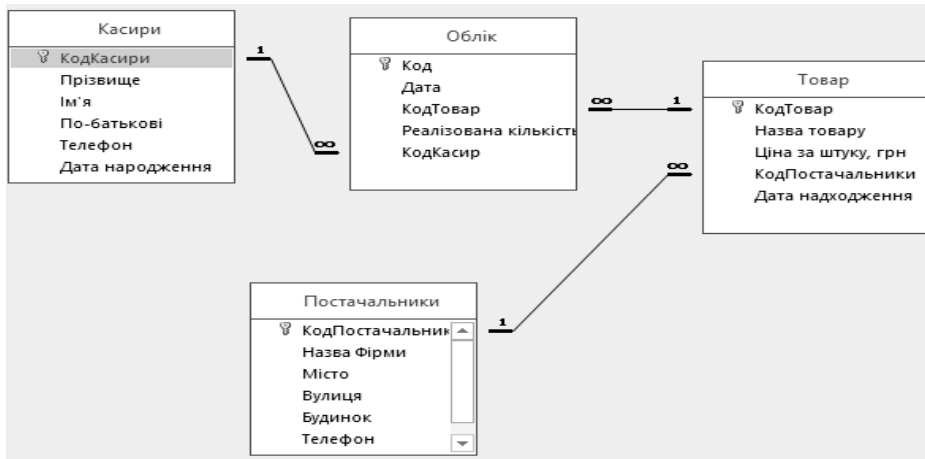 Касири
КодКасири
Прізвище
Ім'я
По-батькові
Телефон
Дата народження
1
∞
Облік
Код
Дата
КодТовар
Реалізована кількість
КодКасир
∞
1
∞
Товар
КодТовар
Назва товару
Ціна за штуку, грн
КодПостачальники
Дата надходження
Постачальники
КодПостачальник
Назва Фірми
Місто
Вулиця
Будинок
Телефон
1